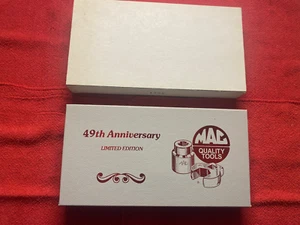 49th Anniversary
LIMITED EDITION
MAC
QUALITY
TOOLS